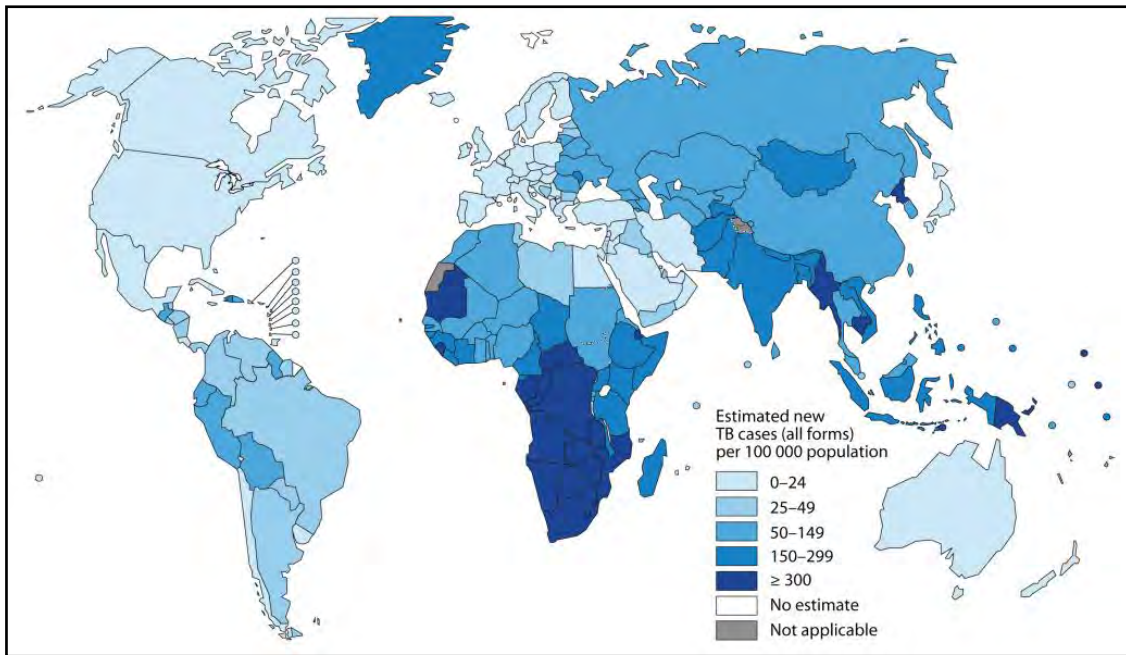 Estimated new
TB cases (all forms)
per 100 000 population
0–24
25–49
50–149
150–299
≥ 300
No estimate
Not applicable